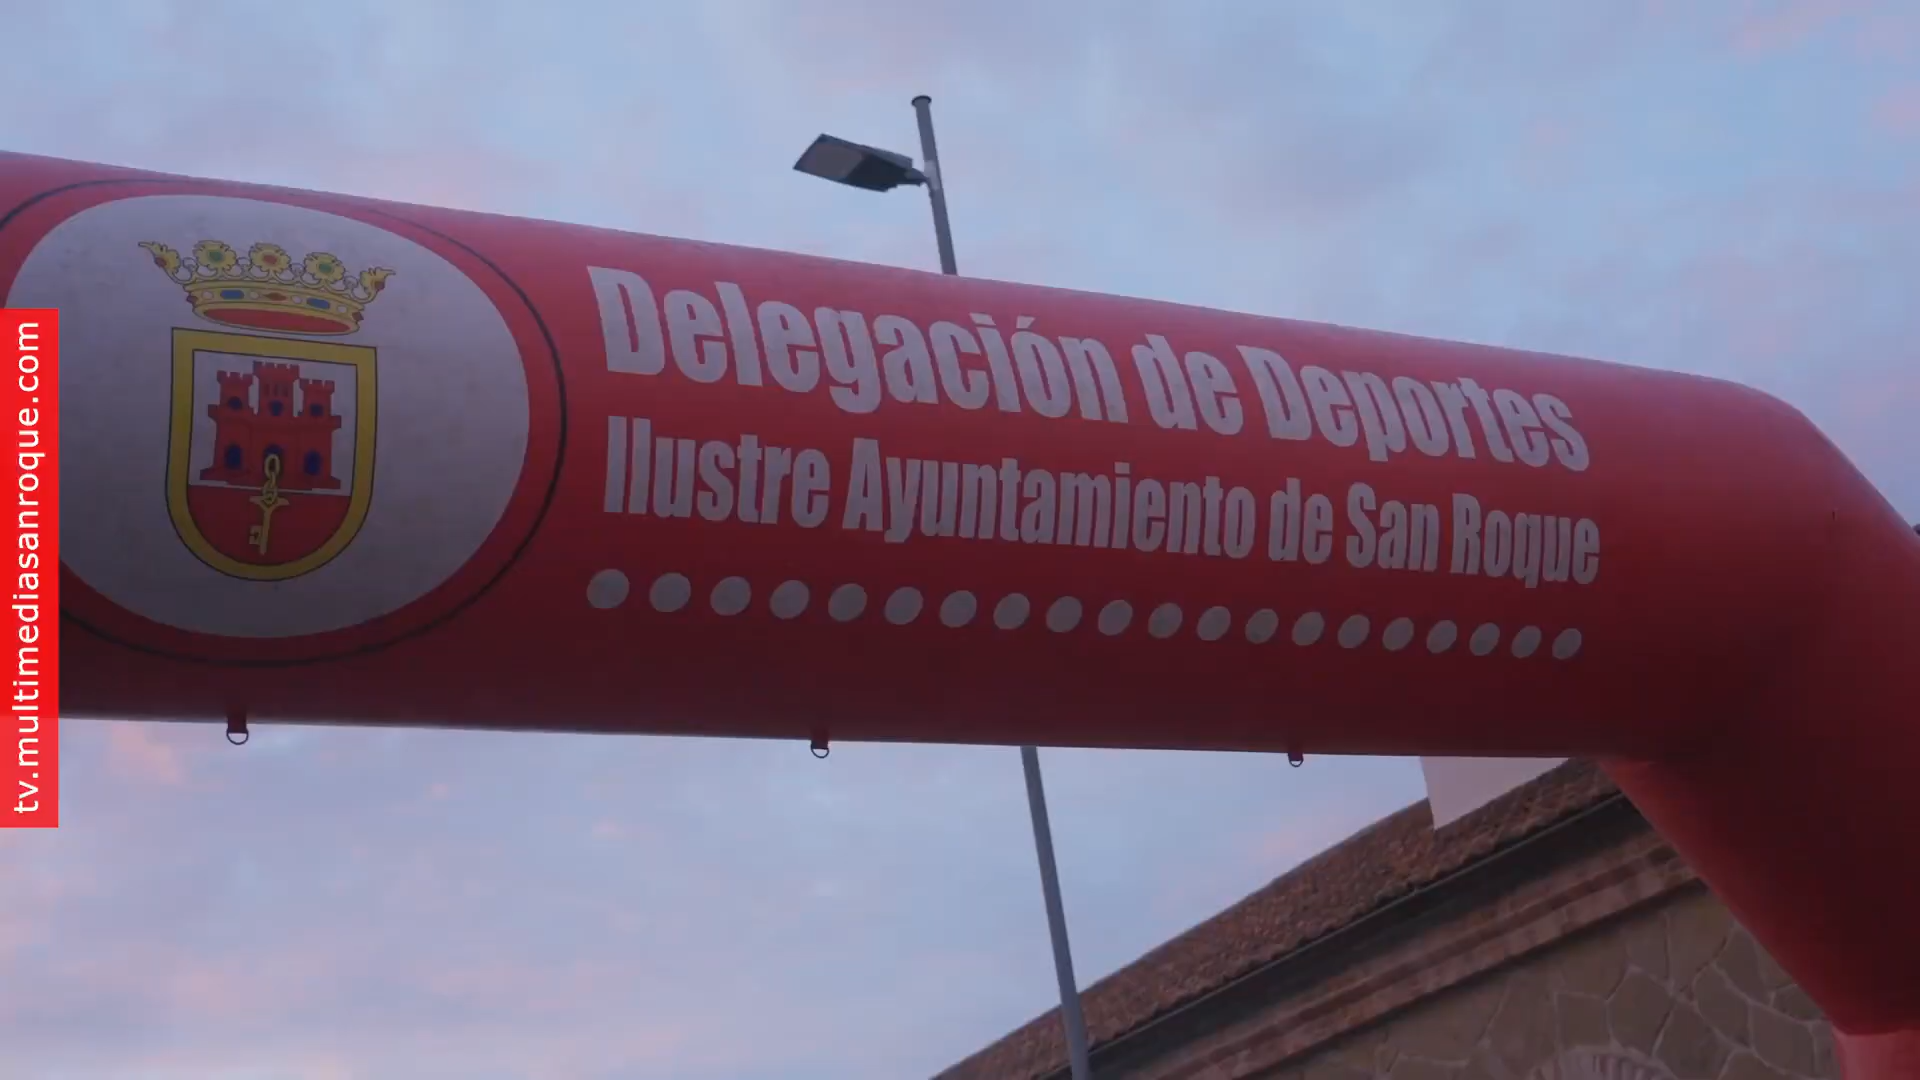 Delegación de Deportes
Ilustre Ayuntamiento de San Roque
tv.multimediasanroque.com